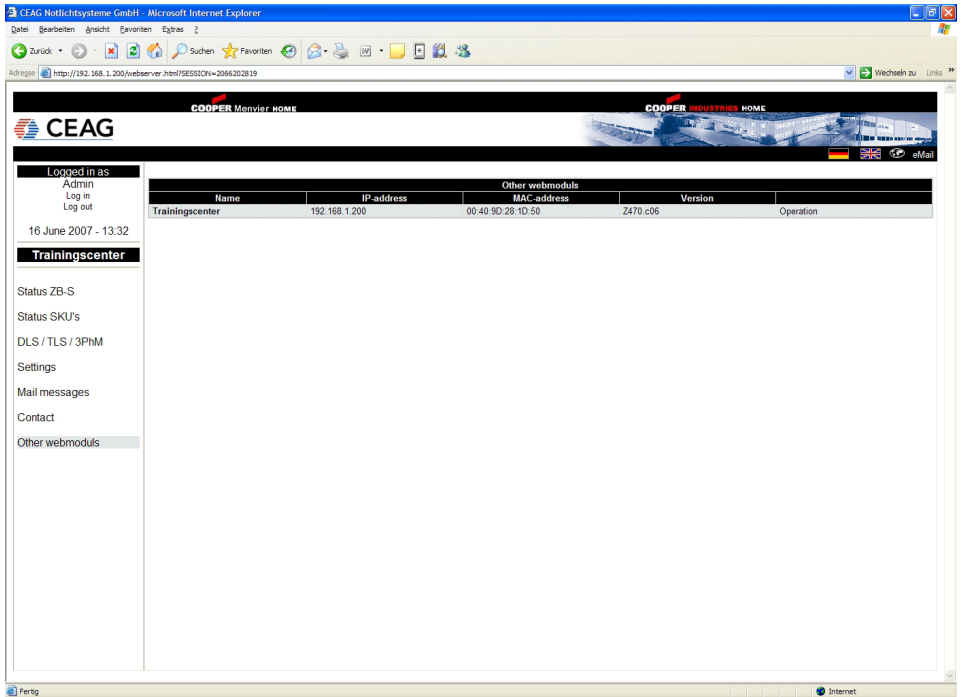 CEAG Notlichtsysteme GmbH - Microsoft Internet Explorer
Datei Bearbeiten Ansicht Favoriten Extras ?
Zurück Suchen Favoriten
Adresse http://192.168.1.200/webserver.html?SESSION=2066202819 Wechseln zu Links »
COOPER Menvier HOME COOPER INDUSTRIES HOME
CEAG
eMail
Logged in as
Admin
Log in
Log out
16 June 2007 - 13:32
Trainingscenter
Status ZB-S
Status SKU's
DLS / TLS / 3PhM
Settings
Mail messages
Contact
Other webmoduls
Other webmoduls
Name IP-address MAC-address Version
Trainingscenter 192.168.1.200 00:40:9D:28:1D:50 Z470.c06 Operation
Fertig Internet